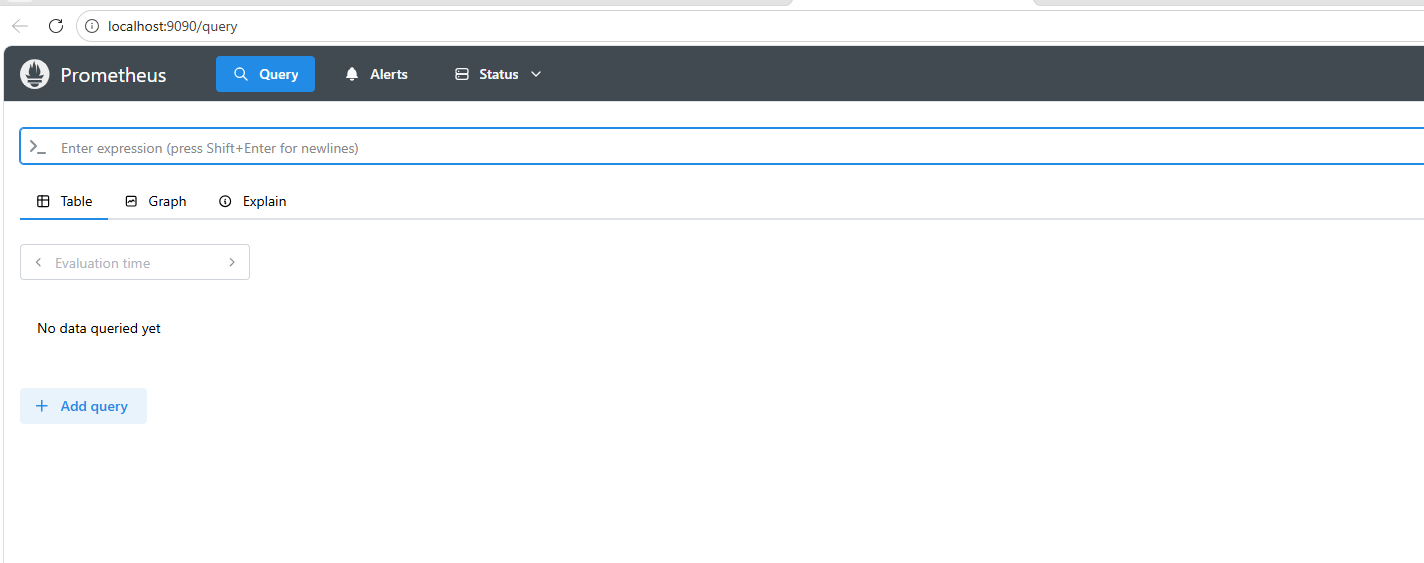 localhost:9090/query
Prometheus Query Alerts Status
Enter expression (press Shift+Enter for newlines)
Table Graph Explain
Evaluation time
No data queried yet
Add query